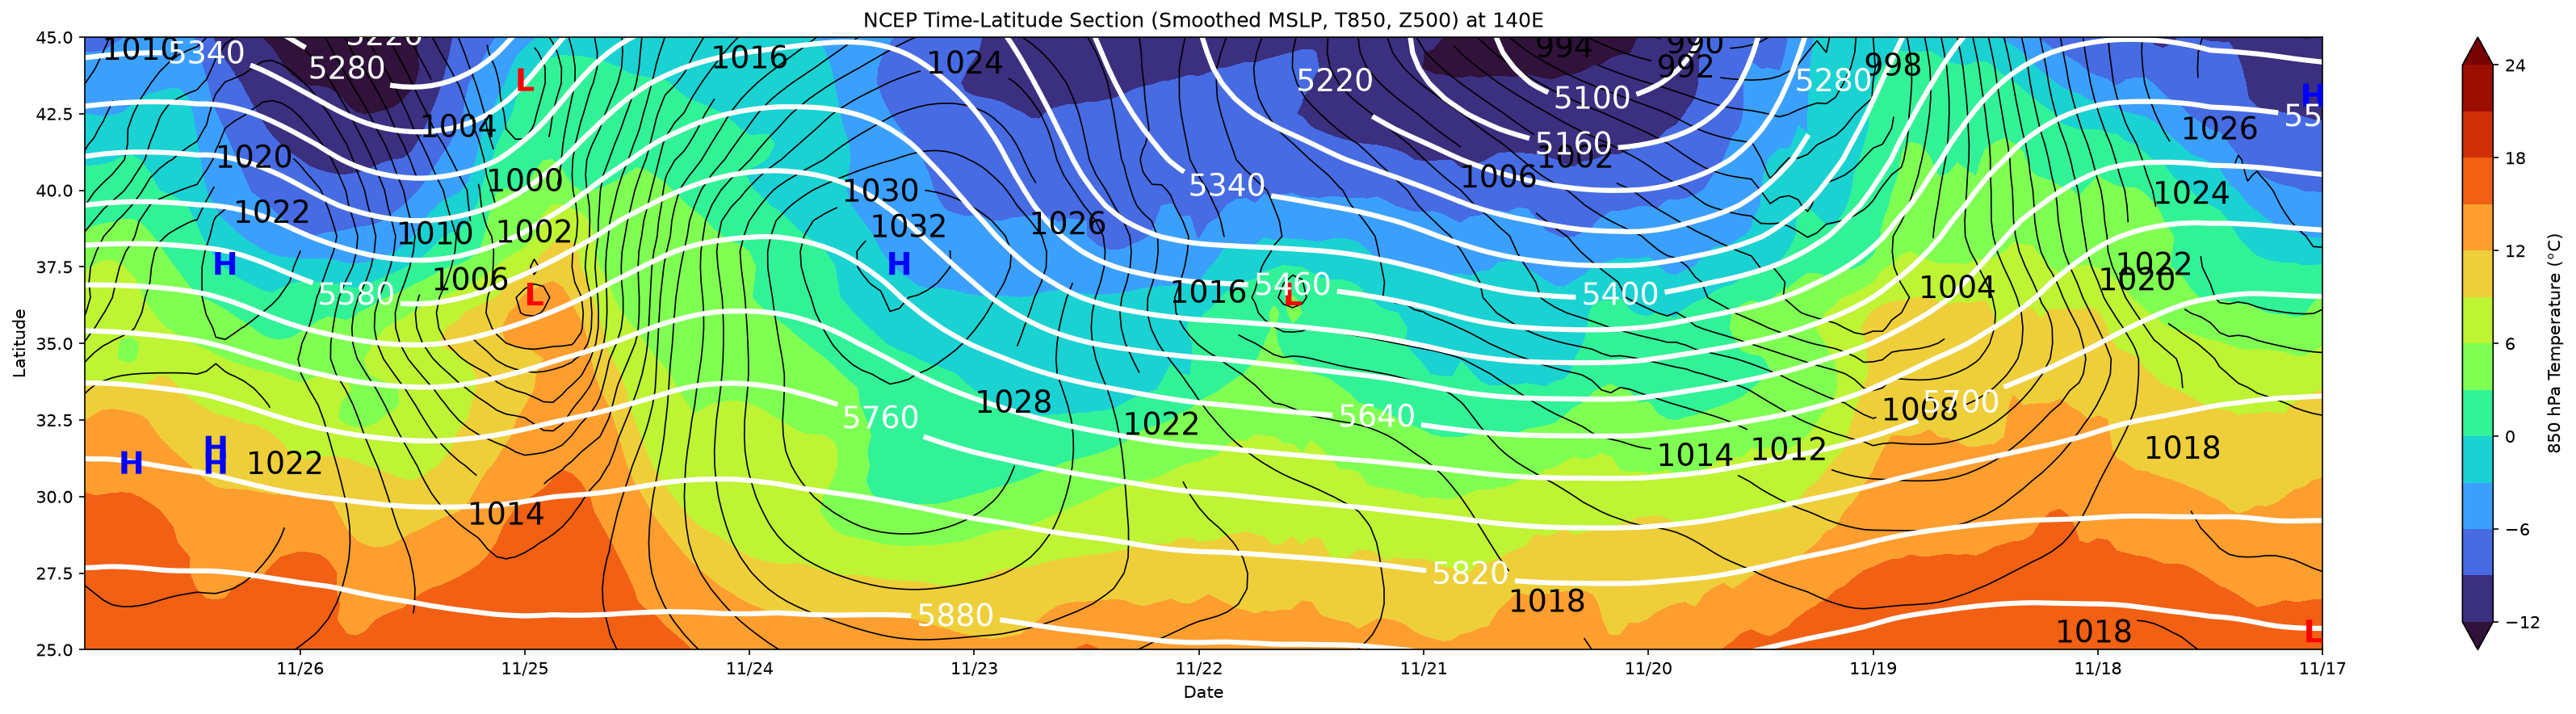 NCEP Time-Latitude Section (Smoothed MSLP, T850, Z500) at 140E
45.0
42.5
40.0
37.5
35.0
32.5
30.0
27.5
25.0
Latitude
1010 5340 5220 5280 L 1016 1024 5220 994 990 992 5100 5280 998 H
1004 5160 1002 1026 55
1020 1000 1030 5340 1006 1024
1022 1010 1002 1032 1026
H 1006 5580 L H 1016 5460 L 5400 1004 1022 1020
5760 1028 1022 5640 1008 5700
H H H 1022 1014 1012 1018
1014
5820
5880 1018 1018 L
11/26 11/25 11/24 11/23 11/22 11/21 11/20 11/19 11/18 11/17
Date
24
18
12
6
0
−6
−12
850 hPa Temperature (°C)